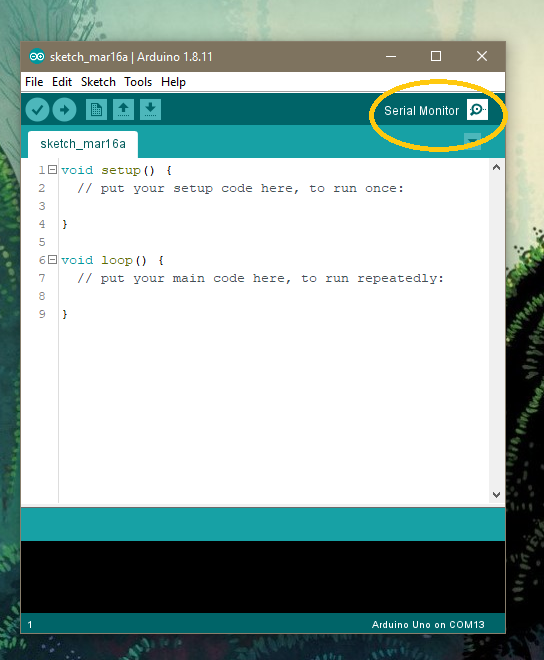 sketch_mar16a | Arduino 1.8.11
File Edit Sketch Tools Help
Serial Monitor
sketch_mar16a
1 void setup() {
2 // put your setup code here, to run once:
3
4 }
5
6 void loop() {
7 // put your main code here, to run repeatedly:
8
9 }
1 Arduino Uno on COM13